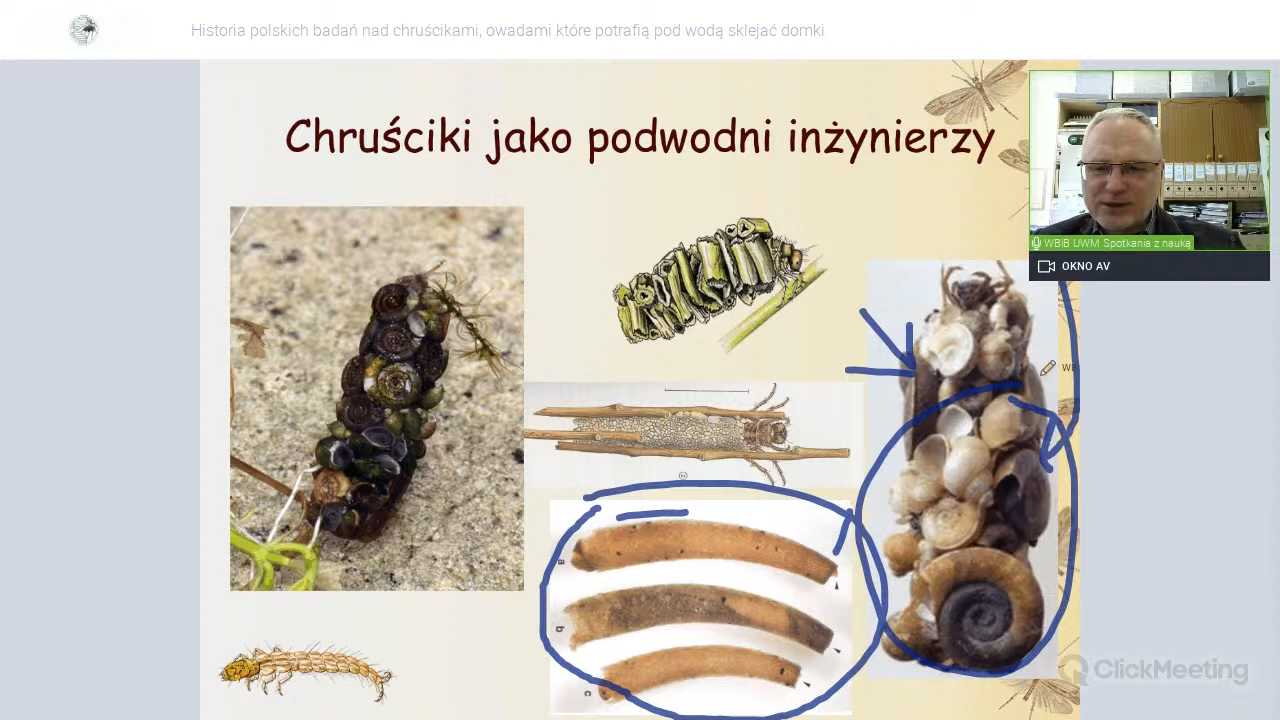 Historia polskich badań nad chruścikami, owadami które potrafią pod wodą sklejać domki
Chruściki jako podwodni inżynierzy
WBiB UWM Spotkania z nauką
OKNO AV
WB
a
b
c
ClickMeeting